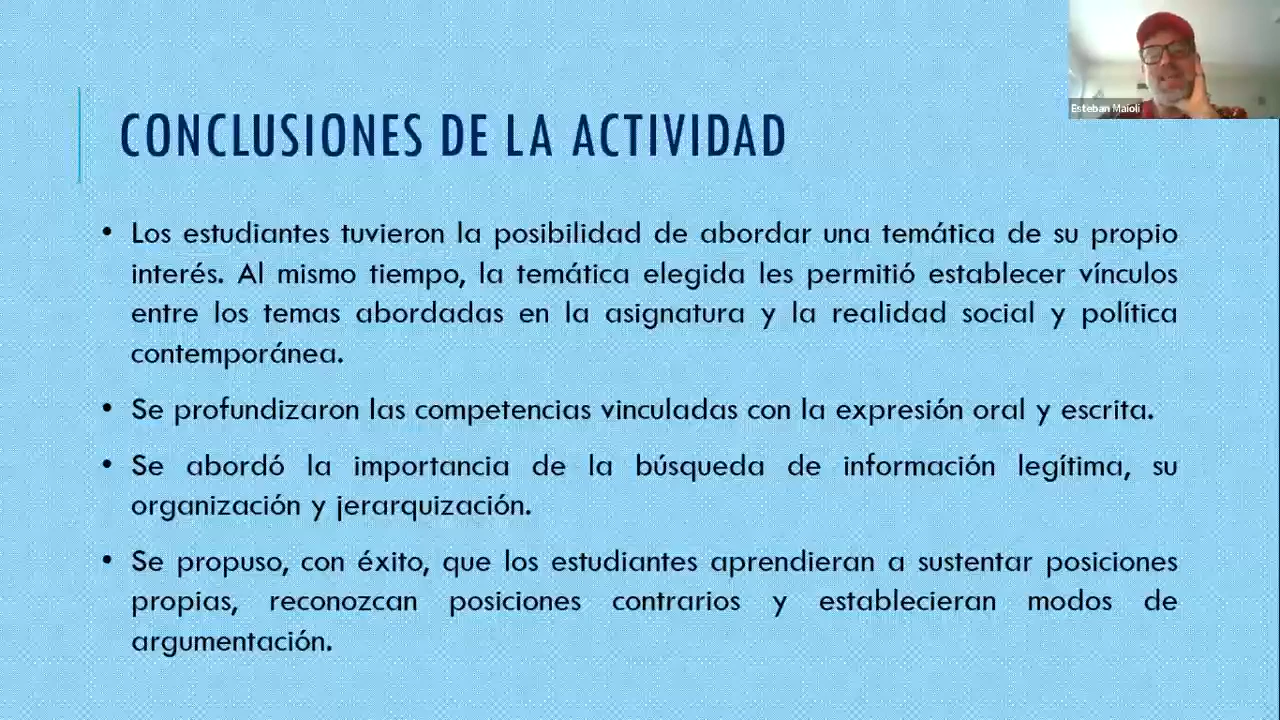 Esteban Maioli
CONCLUSIONES DE LA ACTIVIDAD
• Los estudiantes tuvieron la posibilidad de abordar una temática de su propio
interés. Al mismo tiempo, la temática elegida les permitió establecer vínculos
entre los temas abordadas en la asignatura y la realidad social y política
contemporánea.
• Se profundizaron las competencias vinculadas con la expresión oral y escrita.
• Se abordó la importancia de la búsqueda de información legítima, su
organización y jerarquización.
• Se propuso, con éxito, que los estudiantes aprendieran a sustentar posiciones
propias, reconozcan posiciones contrarios y establecieran modos de
argumentación.